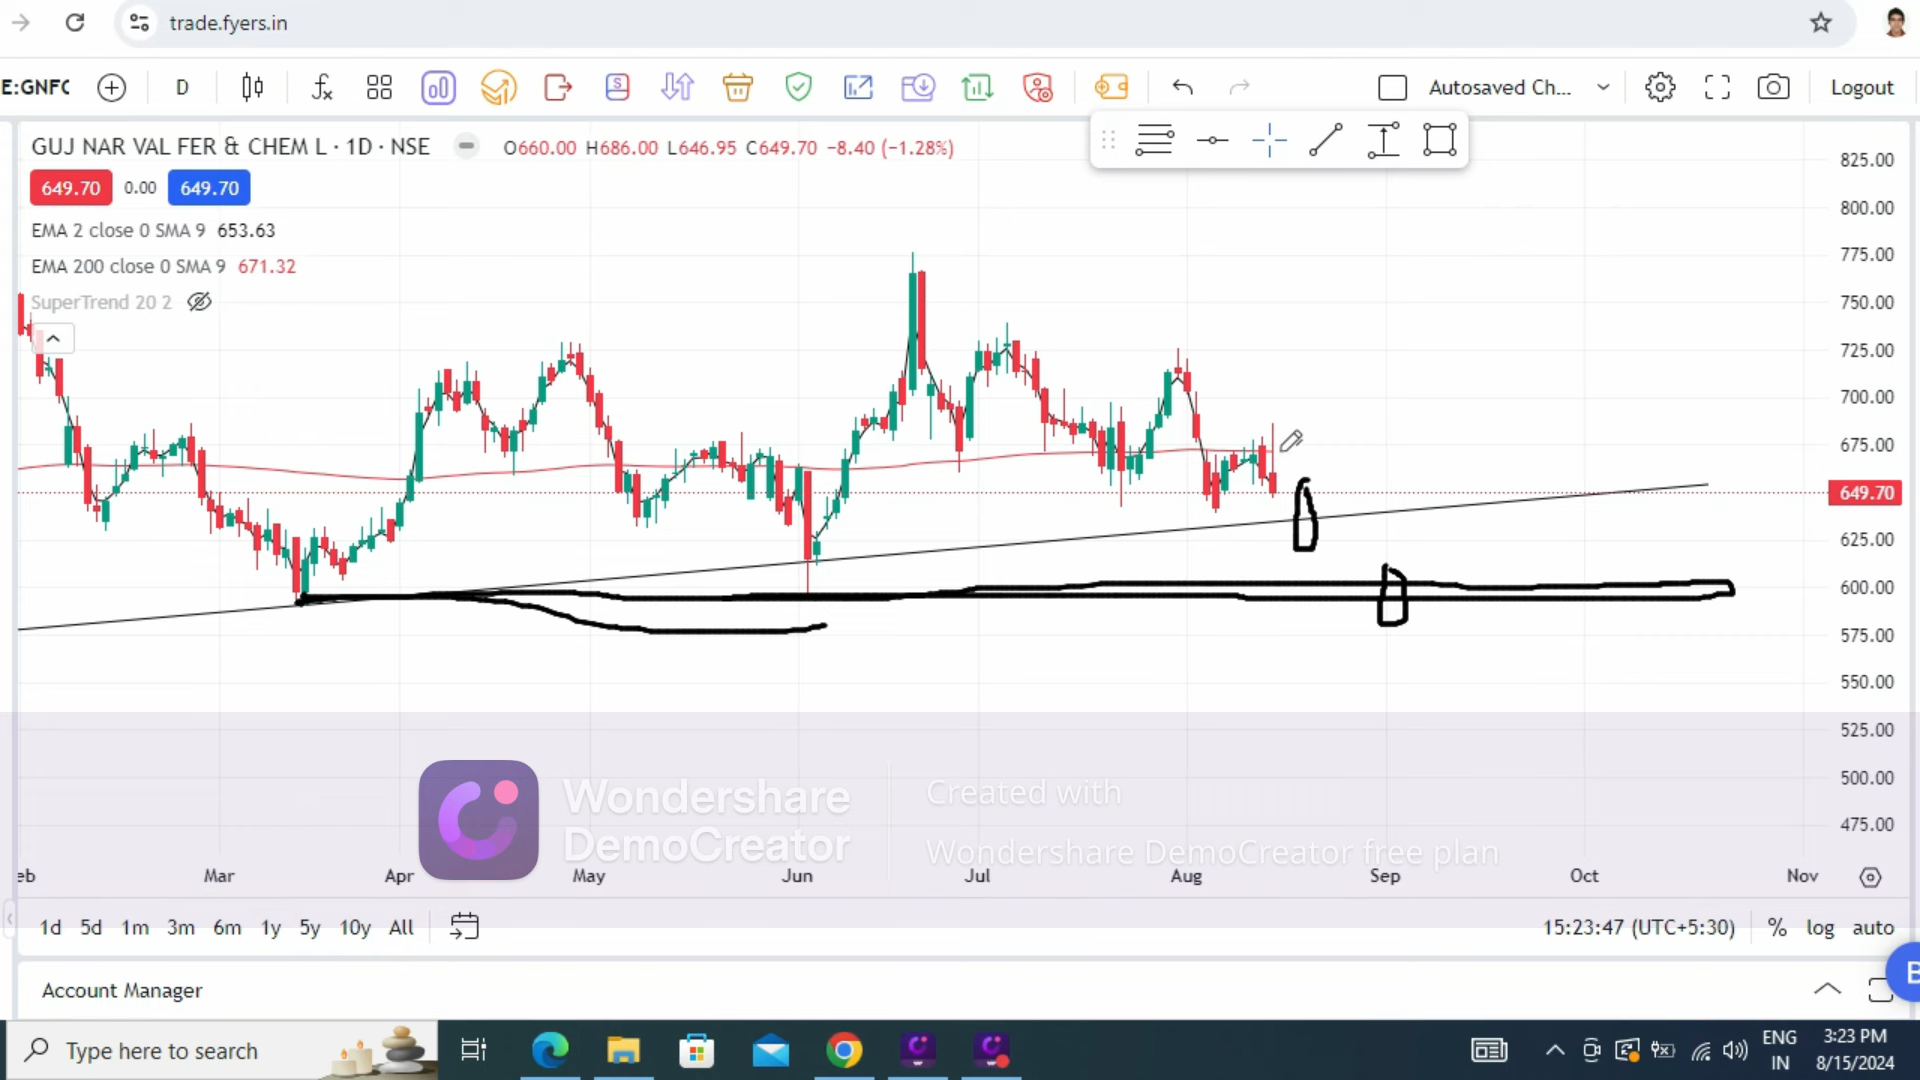 trade.fyers.in
E:GNFC
D
Autosaved Ch...
Logout
GUJ NAR VAL FER & CHEM L · 1D · NSE
O660.00 H686.00 L646.95 C649.70 −8.40 (−1.28%)
649.70 0.00 649.70
EMA 2 close 0 SMA 9 653.63
EMA 200 close 0 SMA 9 671.32
SuperTrend 20 2
825.00
800.00
775.00
750.00
725.00
700.00
675.00
649.70
625.00
600.00
575.00
550.00
525.00
500.00
475.00
Wondershare
DemoCreator
Created with
Wondershare DemoCreator free plan
eb Mar Apr May Jun Jul Aug Sep Oct Nov
1d 5d 1m 3m 6m 1y 5y 10y All
15:23:47 (UTC+5:30) % log auto
Account Manager
Type here to search
ENG
IN
3:23 PM
8/15/2024